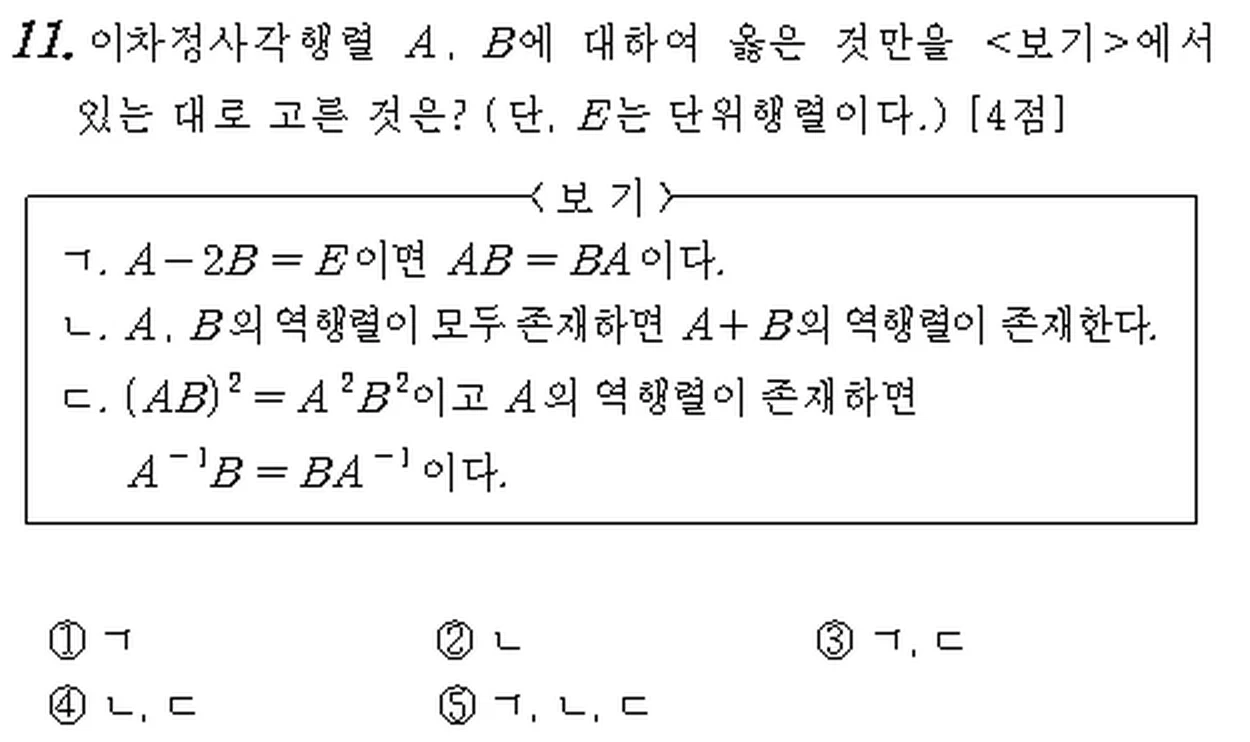 11. 이차정사각행렬 A, B에 대하여 옳은 것만을 <보기>에서
있는 대로 고른 것은? (단, E는 단위행렬이다.) [4점]
<보 기>
ㄱ. A-2B=E이면 AB=BA이다.
ㄴ. A, B의 역행렬이 모두 존재하면 A+B의 역행렬이 존재한다.
ㄷ. (AB)²=A²B²이고 A의 역행렬이 존재하면
A⁻¹B=BA⁻¹이다.
① ㄱ ② ㄴ ③ ㄱ, ㄷ
④ ㄴ, ㄷ ⑤ ㄱ, ㄴ, ㄷ